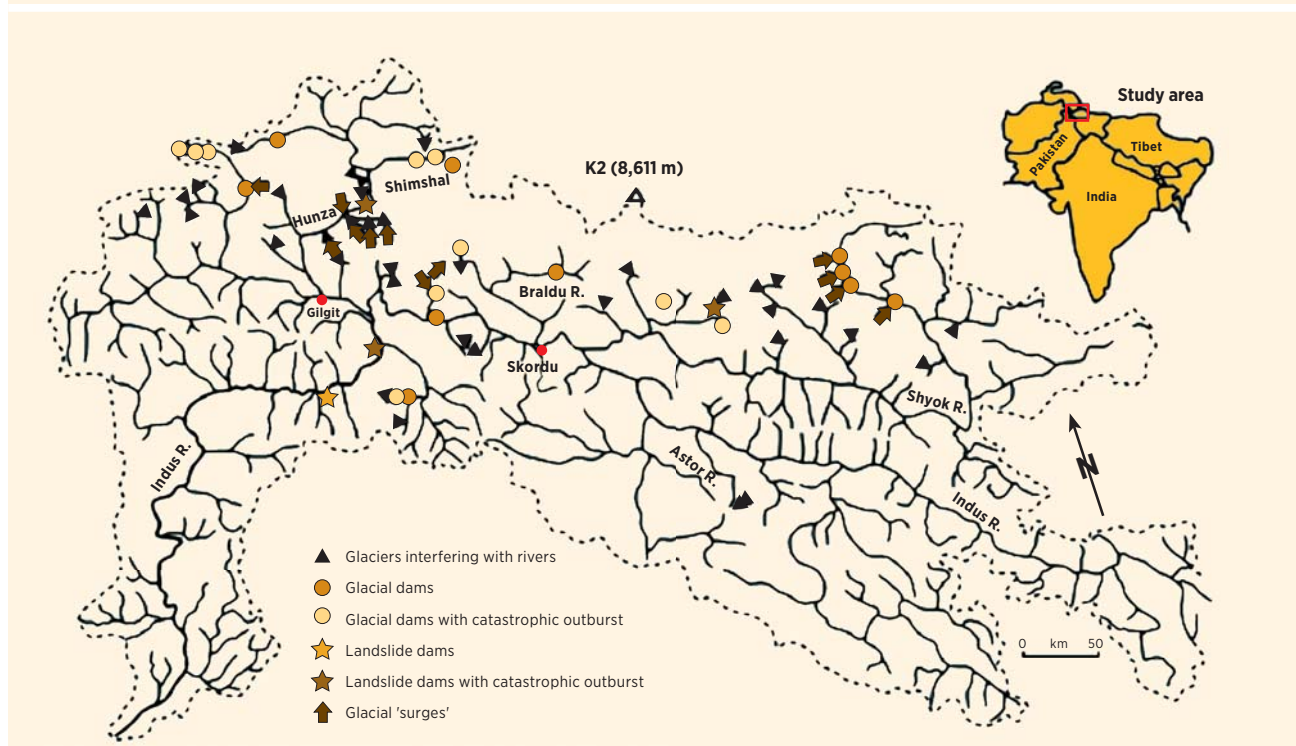 Study area
Pakistan
Tibet
India
K2 (8,611 m)
Shimshal
Hunza
Braldu R.
Gilgit
Skordu
Shyok R.
Astor R.
Indus R.
Indus R.
N
Glaciers interfering with rivers
Glacial dams
Glacial dams with catastrophic outburst
Landslide dams
Landslide dams with catastrophic outburst
Glacial 'surges'
0 km 50